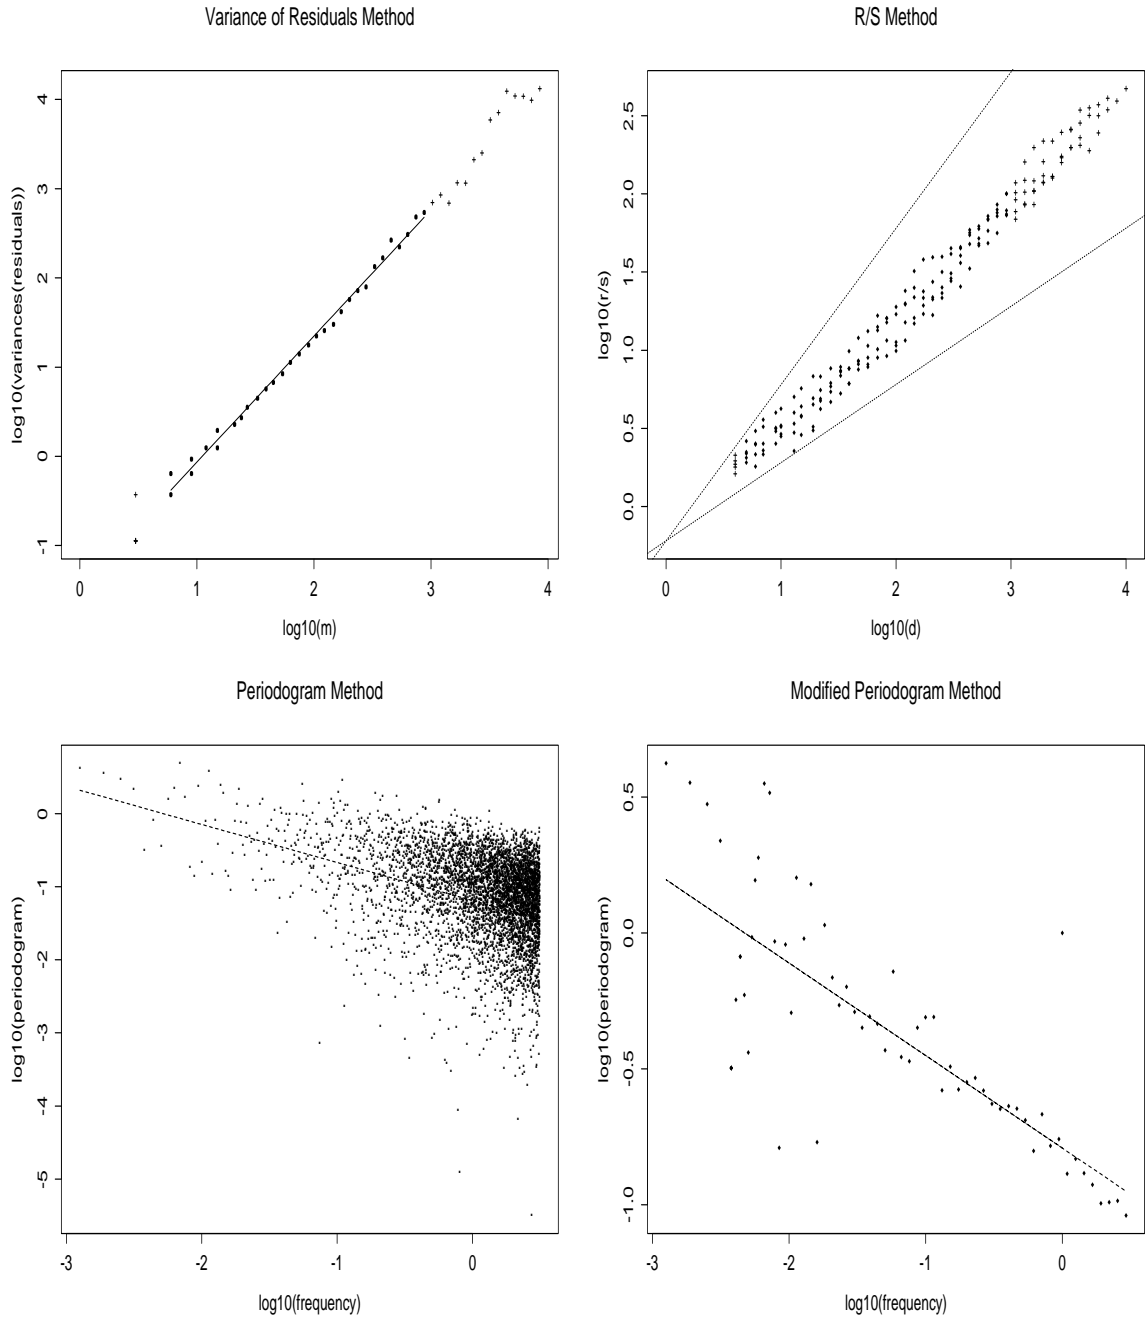 Variance of Residuals Method
log10(variances(residuals))
4
3
2
1
0
-1
0 1 2 3 4
log10(m)
R/S Method
log10(r/s)
2.5
2.0
1.5
1.0
0.5
0.0
0 1 2 3 4
log10(d)
Periodogram Method
log10(periodogram)
0
-1
-2
-3
-4
-5
-3 -2 -1 0
log10(frequency)
Modified Periodogram Method
log10(periodogram)
0.5
0.0
-0.5
-1.0
-3 -2 -1 0
log10(frequency)